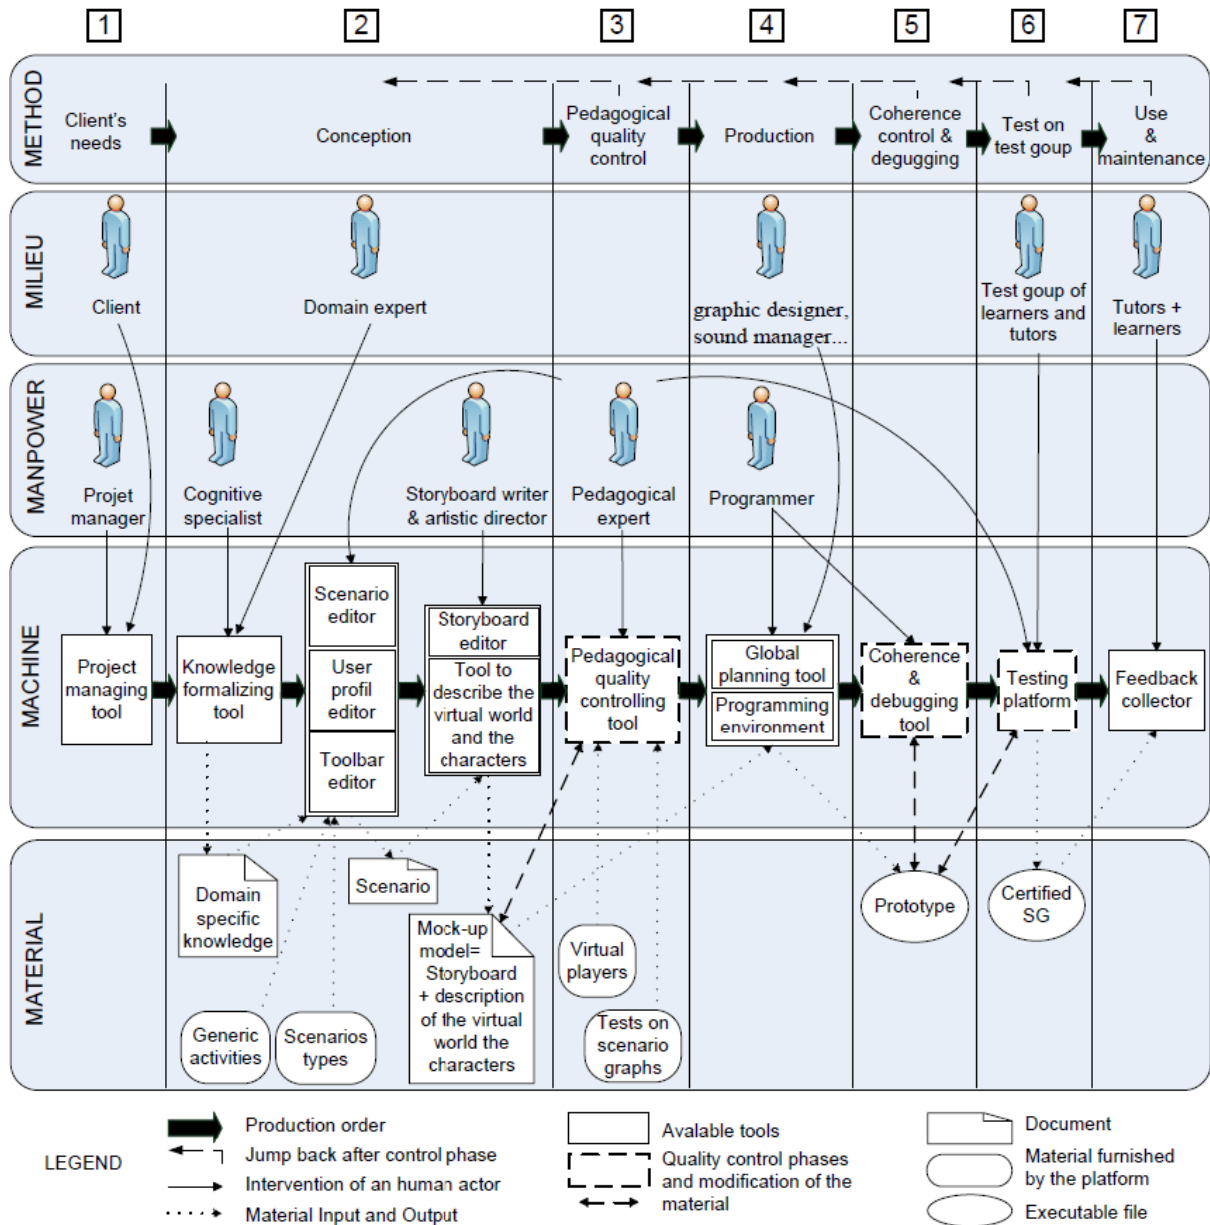 1 2 3 4 5 6 7
METHOD
Client's
needs
Conception
Pedagogical
quality
control
Production
Coherence
control &
degugging
Test on
test goup
Use
&
maintenance
MILIEU
Client
Domain expert
graphic designer,
sound manager...
Test goup of
learners and
tutors
Tutors +
learners
MANPOWER
Projet
manager
Cognitive
specialist
Storyboard writer
& artistic director
Pedagogical
expert
Programmer
MACHINE
Project
managing
tool
Knowledge
formalizing
tool
Scenario
editor
User
profil
editor
Toolbar
editor
Storyboard
editor
Tool to
describe the
virtual world
and the
characters
Pedagogical
quality
controlling
tool
Global
planning tool
Programming
environment
Coherence
&
debugging
tool
Testing
platform
Feedback
collector
MATERIAL
Domain
specific
knowledge
Scenario
Mock-up
model=
Storyboard
+ description
of the virtual
world the
characters
Generic
activities
Scenarios
types
Virtual
players
Tests on
scenario
graphs
Prototype
Certified
SG
LEGEND
Production order
Jump back after control phase
Intervention of an human actor
Material Input and Output
Avalable tools
Quality control phases
and modification of the
material
Document
Material furnished
by the platform
Executable file